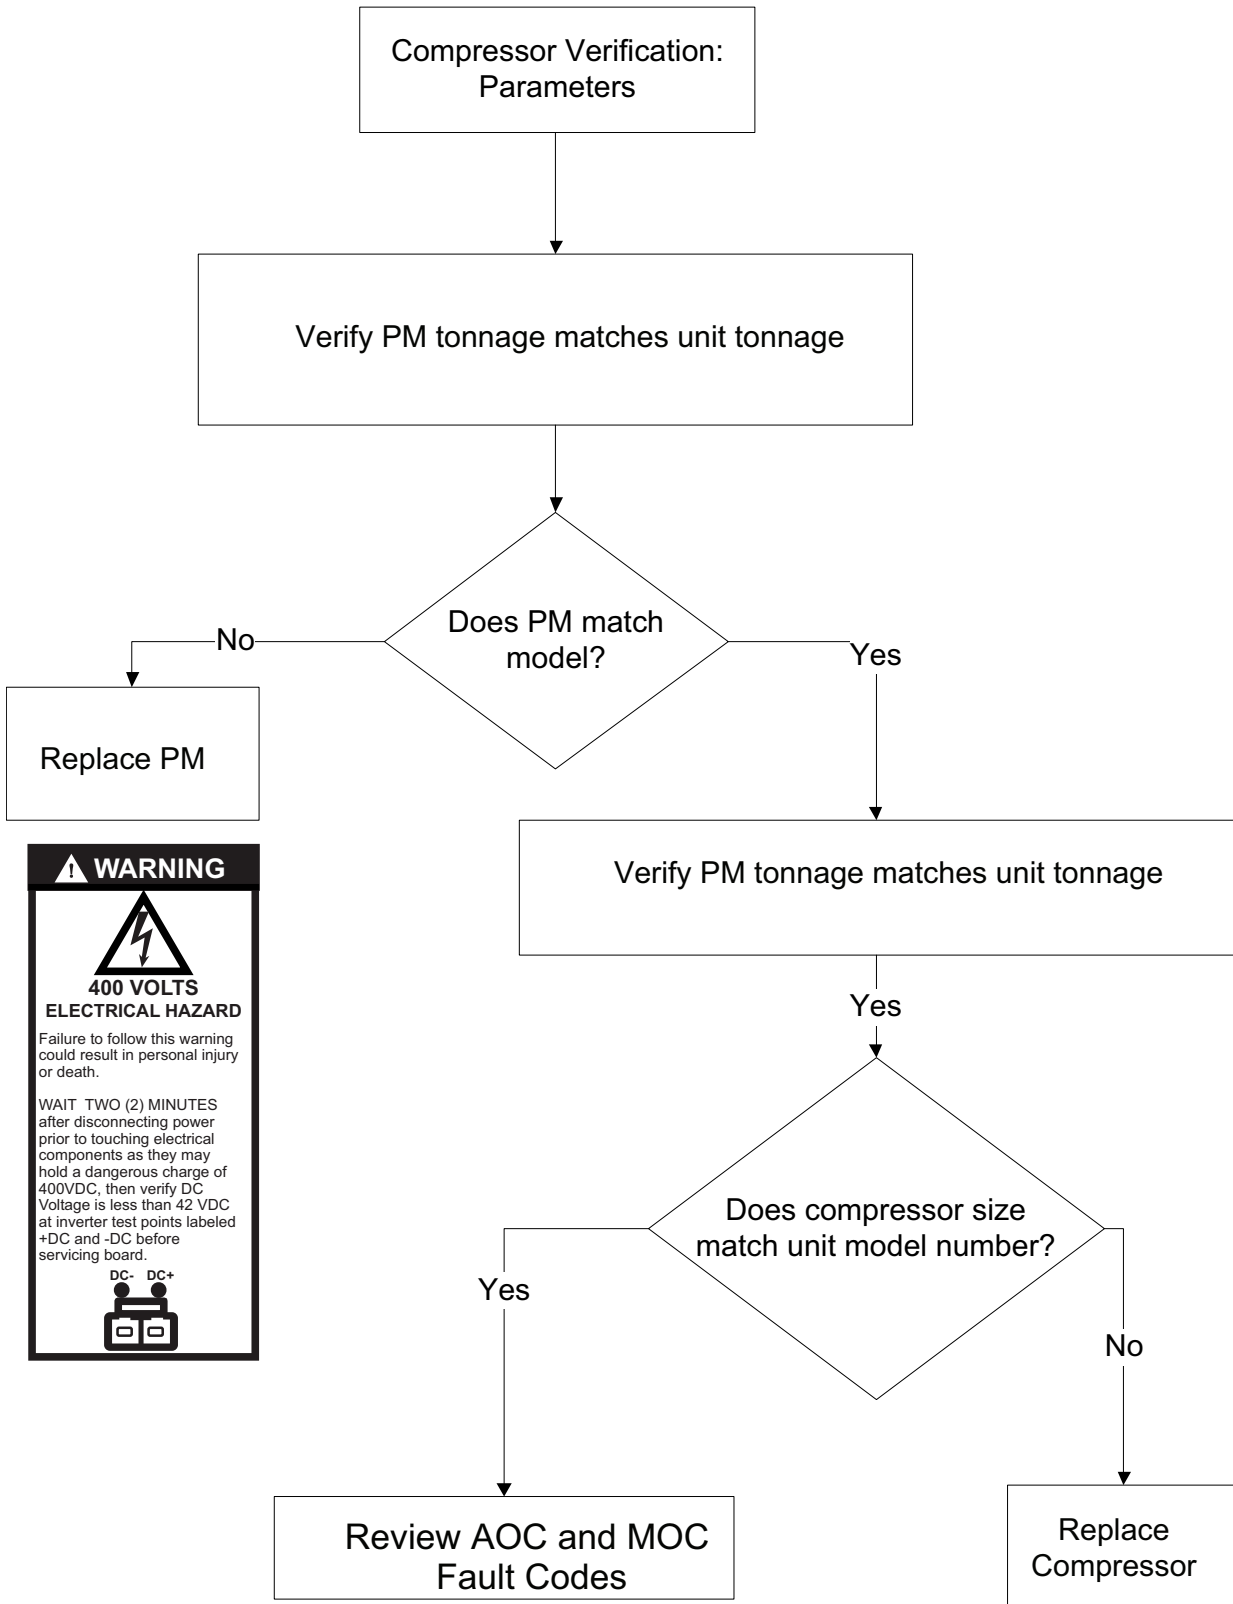 Compressor Verification:
Parameters
Verify PM tonnage matches unit tonnage
Does PM match
model?
No
Yes
Replace PM
Verify PM tonnage matches unit tonnage
! WARNING
400 VOLTS
ELECTRICAL HAZARD
Failure to follow this warning
could result in personal injury
or death.
WAIT TWO (2) MINUTES
after disconnecting power
prior to touching electrical
components as they may
hold a dangerous charge of
400VDC, then verify DC
Voltage is less than 42 VDC
at inverter test points labeled
+DC and -DC before
servicing board.
DC- DC+
Yes
Does compressor size
match unit model number?
Yes
No
Review AOC and MOC
Fault Codes
Replace
Compressor